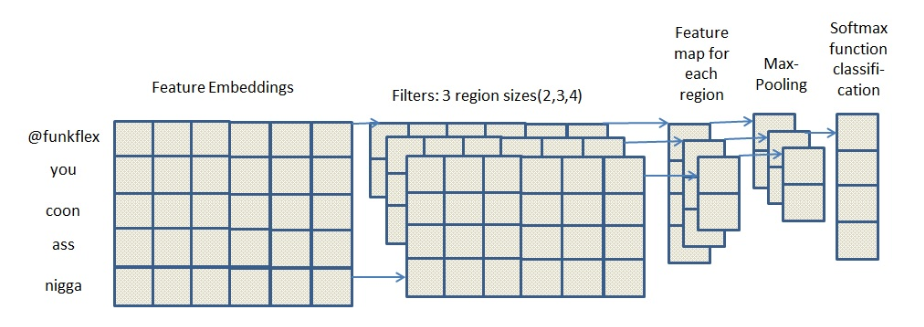 Feature Embeddings
@funkflex
you
coon
ass
nigga
Filters: 3 region sizes(2,3,4)
Feature
map for
each
region
Max-
Pooling
Softmax
function
classifi-
cation